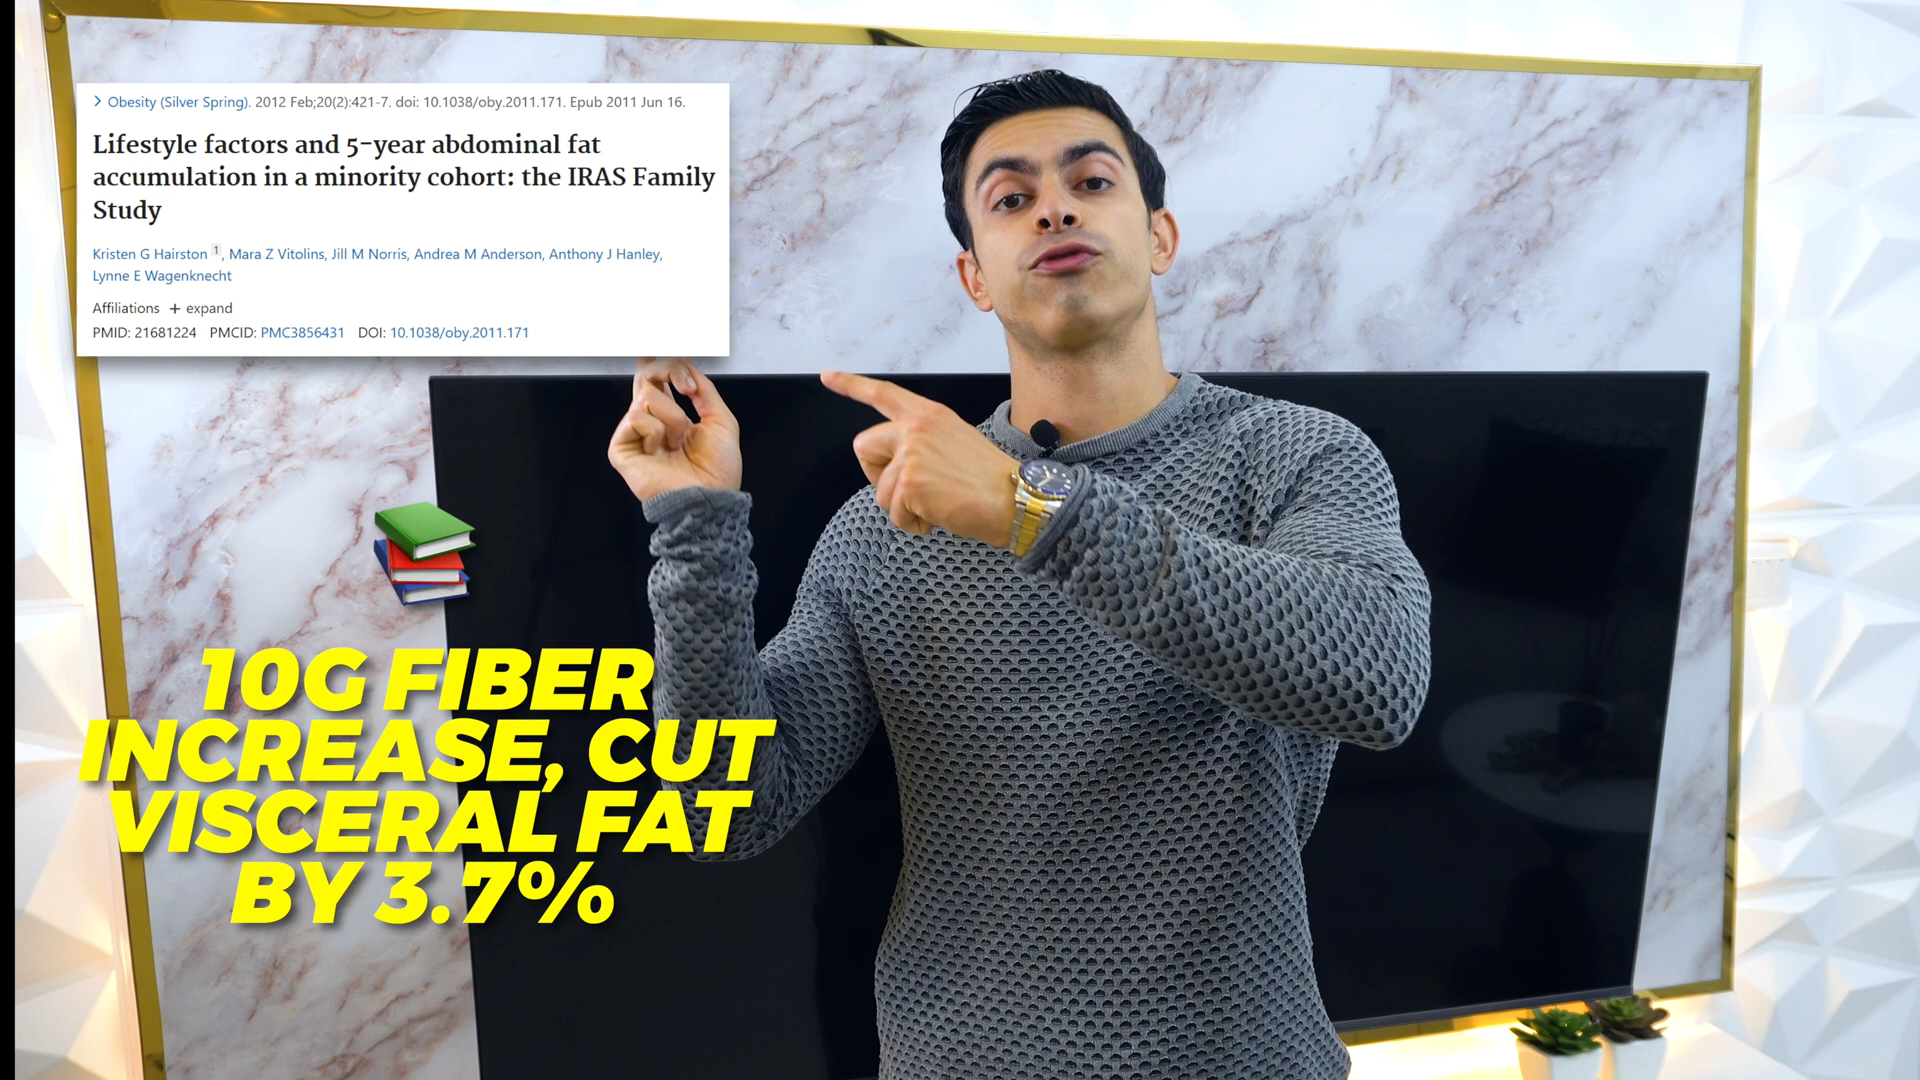 > Obesity (Silver Spring). 2012 Feb;20(2):421-7. doi: 10.1038/oby.2011.171. Epub 2011 Jun 16.
Lifestyle factors and 5-year abdominal fat
accumulation in a minority cohort: the IRAS Family
Study
Kristen G Hairston 1, Mara Z Vitolins, Jill M Norris, Andrea M Anderson, Anthony J Hanley,
Lynne E Wagenknecht
Affiliations + expand
PMID: 21681224 PMCID: PMC3856431 DOI: 10.1038/oby.2011.171
10G FIBER
INCREASE, CUT
VISCERAL FAT
BY 3.7%